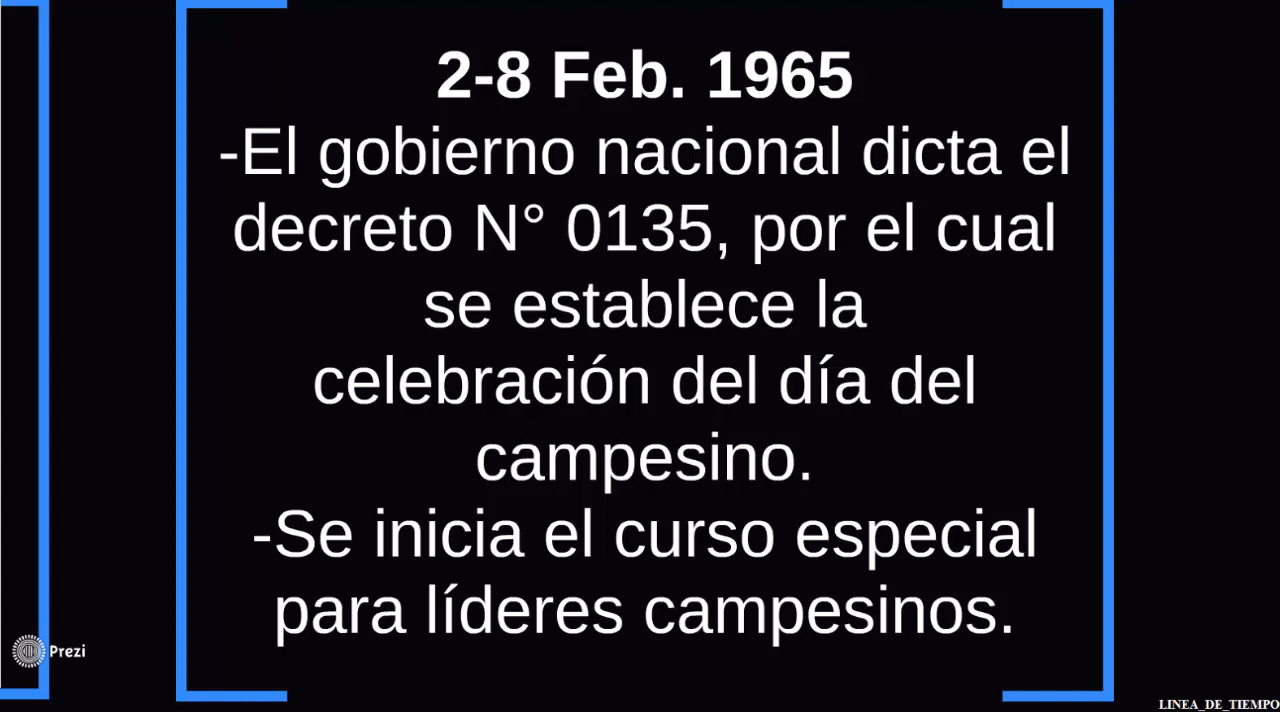 2-8 Feb. 1965
-El gobierno nacional dicta el
decreto N° 0135, por el cual
se establece la
celebración del día del
campesino.
-Se inicia el curso especial
para líderes campesinos.
Prezi
LINEA_DE_TIEMPO